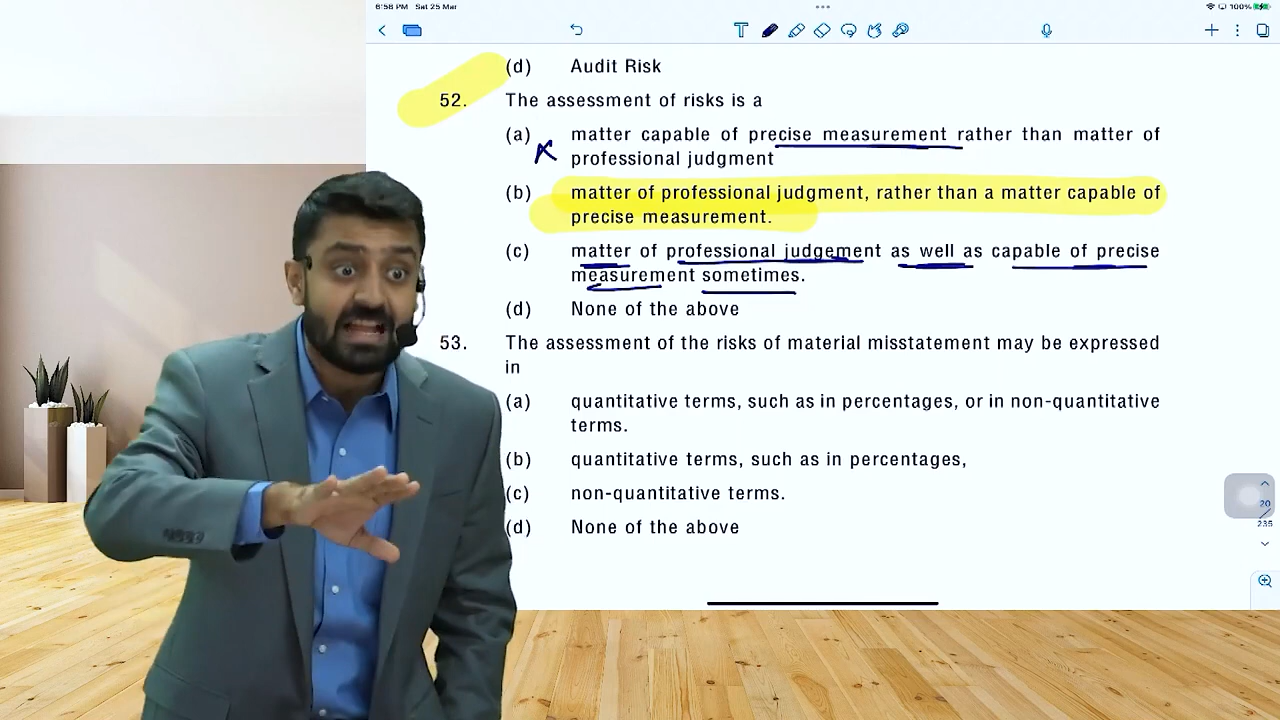 6:58 PM Sat 25 Mar
100%
T
(d) Audit Risk
52. The assessment of risks is a
(a) matter capable of precise measurement rather than matter of
professional judgment
(b) matter of professional judgment, rather than a matter capable of
precise measurement.
(c) matter of professional judgement as well as capable of precise
measurement sometimes.
(d) None of the above
53. The assessment of the risks of material misstatement may be expressed
in
(a) quantitative terms, such as in percentages, or in non-quantitative
terms.
(b) quantitative terms, such as in percentages,
(c) non-quantitative terms.
(d) None of the above
20
235